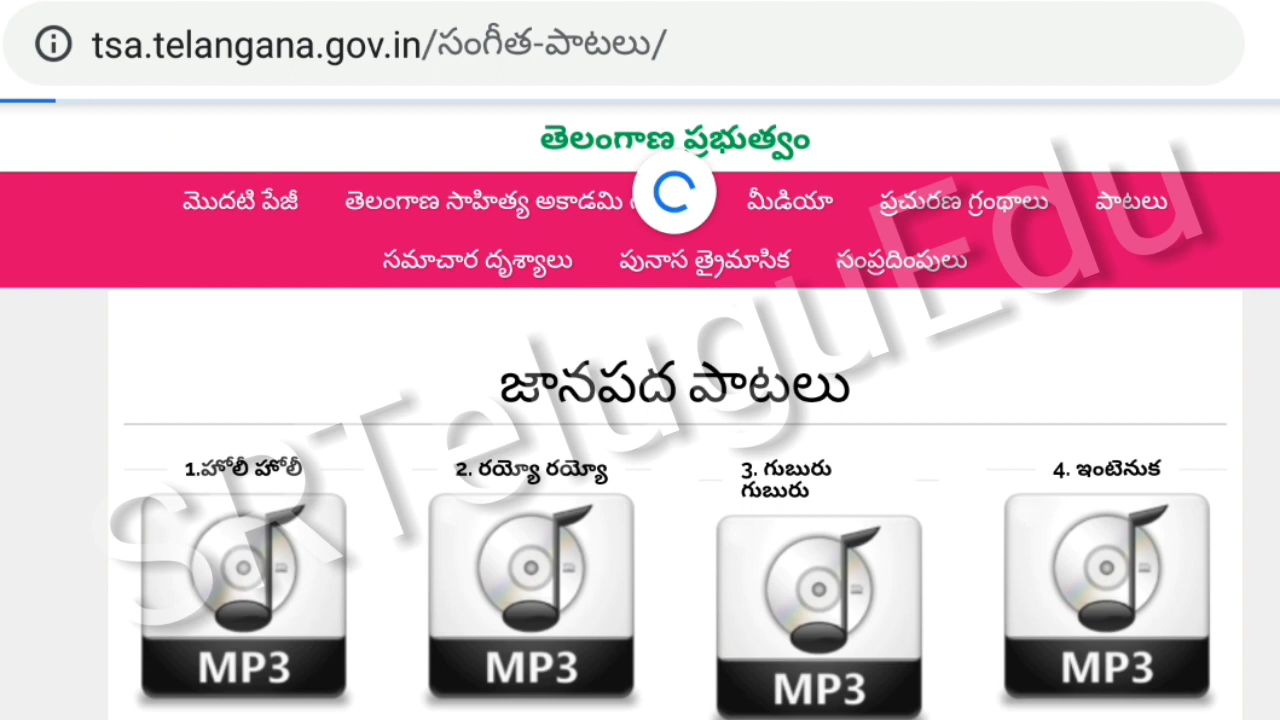 tsa.telangana.gov.in/సంగీత-పాటలు/
తెలంగాణ ప్రభుత్వం
మొదటి పేజీ తెలంగాణ సాహిత్య అకాడమి మీడియా ప్రచురణ గ్రంథాలు పాటలు
సమాచార దృశ్యాలు పునాస త్రైమాసిక సంప్రదింపులు
జానపద పాటలు
1.హోలీ హోలీ
2. రయ్యో రయ్యో
3. గుబురు
గుబురు
4. ఇంటెనుక
MP3 MP3 MP3 MP3
SRTeluguEdu